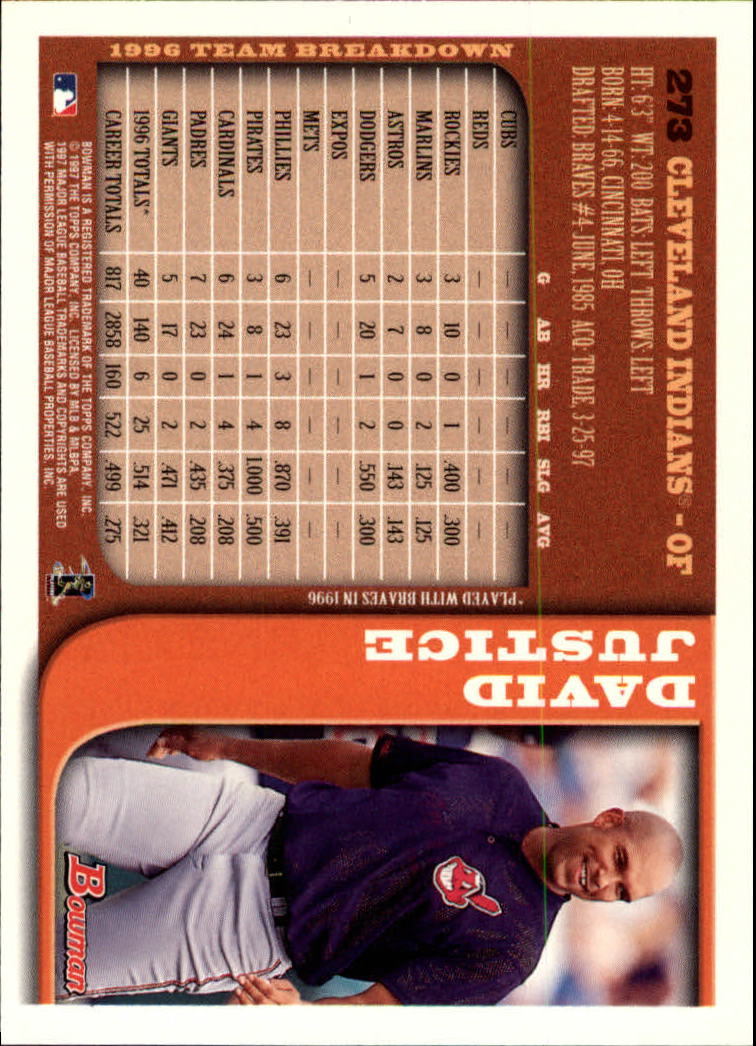 273 CLEVELAND INDIANS® - OF
HT: 6'3" WT: 200 BATS: LEFT THROWS: LEFT
BORN: 4-14-66, CINCINNATI, OH
DRAFTED: BRAVES #4-JUNE, 1985 ACQ: TRADE, 3-25-97
G AB HR RBI SLG AVG
CUBS — — — — — —
REDS — — — — — —
ROCKIES 3 10 0 1 .400 .300
MARLINS 3 8 0 2 .125 .125
ASTROS 2 7 0 0 .143 .143
DODGERS 5 20 1 2 .550 .300
EXPOS — — — — — —
METS — — — — — —
PHILLIES 6 23 3 8 .870 .391
PIRATES 3 8 1 4 1.000 .500
CARDINALS 6 24 1 4 .375 .208
PADRES 7 23 0 2 .435 .208
GIANTS 5 17 0 2 .471 .412
1996 TOTALS* 40 140 6 25 .514 .321
CAREER TOTALS 817 2858 160 522 .499 .275
1996 TEAM BREAKDOWN
*PLAYED WITH BRAVES IN 1996
BOWMAN IS A REGISTERED TRADEMARK OF THE TOPPS COMPANY, INC.
© 1997 THE TOPPS COMPANY, INC. LICENSED BY MLB & MLBPA.
1997 MAJOR LEAGUE BASEBALL TRADEMARKS AND COPYRIGHTS ARE USED
WITH PERMISSION OF MAJOR LEAGUE BASEBALL PROPERTIES, INC.
DAVID
JUSTICE
Bowman